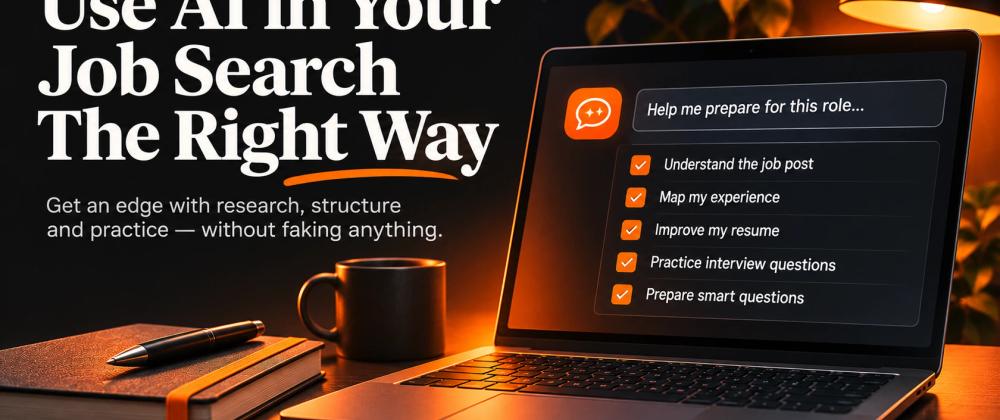 Use AI in Your
Job Search
The Right Way
Get an edge with research, structure
and practice — without faking anything.
Help me prepare for this role...
Understand the job post
Map my experience
Improve my resume
Practice interview questions
Prepare smart questions